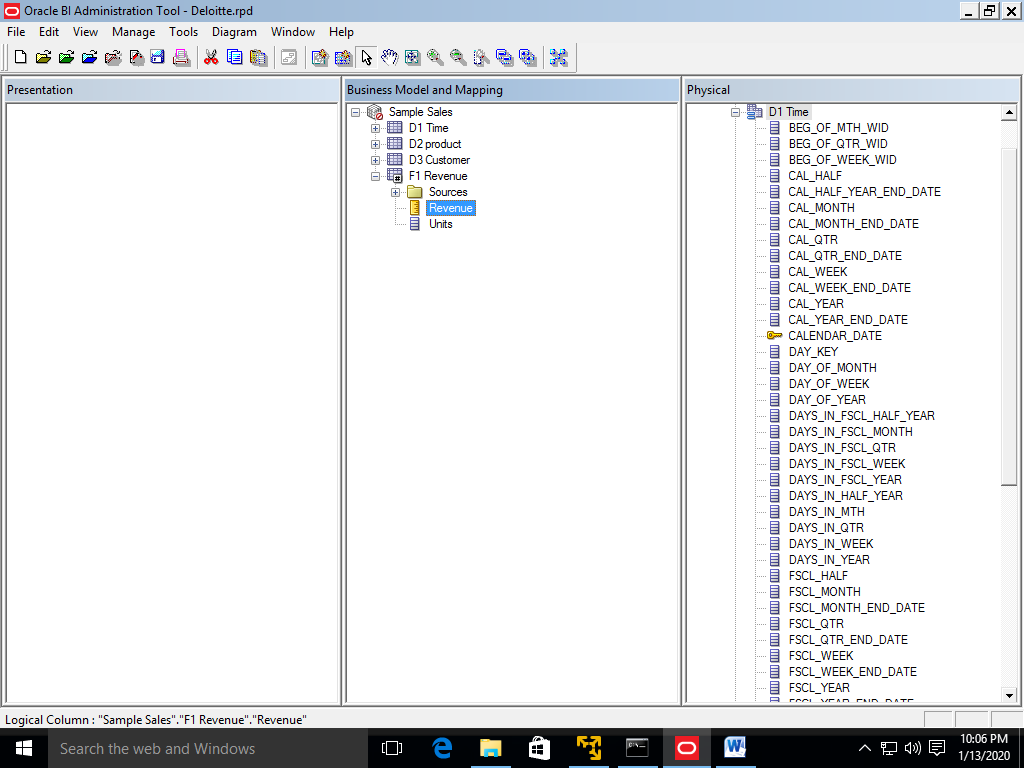 Oracle BI Administration Tool - Deloitte.rpd
File Edit View Manage Tools Diagram Window Help
Presentation
Business Model and Mapping
Sample Sales
D1 Time
D2 product
D3 Customer
F1 Revenue
Sources
Revenue
Units
Physical
D1 Time
BEG_OF_MTH_WID
BEG_OF_QTR_WID
BEG_OF_WEEK_WID
CAL_HALF
CAL_HALF_YEAR_END_DATE
CAL_MONTH
CAL_MONTH_END_DATE
CAL_QTR
CAL_QTR_END_DATE
CAL_WEEK
CAL_WEEK_END_DATE
CAL_YEAR
CAL_YEAR_END_DATE
CALENDAR_DATE
DAY_KEY
DAY_OF_MONTH
DAY_OF_WEEK
DAY_OF_YEAR
DAYS_IN_FSCL_HALF_YEAR
DAYS_IN_FSCL_MONTH
DAYS_IN_FSCL_QTR
DAYS_IN_FSCL_WEEK
DAYS_IN_FSCL_YEAR
DAYS_IN_HALF_YEAR
DAYS_IN_MTH
DAYS_IN_QTR
DAYS_IN_WEEK
DAYS_IN_YEAR
FSCL_HALF
FSCL_MONTH
FSCL_MONTH_END_DATE
FSCL_QTR
FSCL_QTR_END_DATE
FSCL_WEEK
FSCL_WEEK_END_DATE
FSCL_YEAR
FSCL_YEAR_END_DATE
Logical Column : "Sample Sales"."F1 Revenue"."Revenue"
Search the web and Windows
10:06 PM
1/13/2020